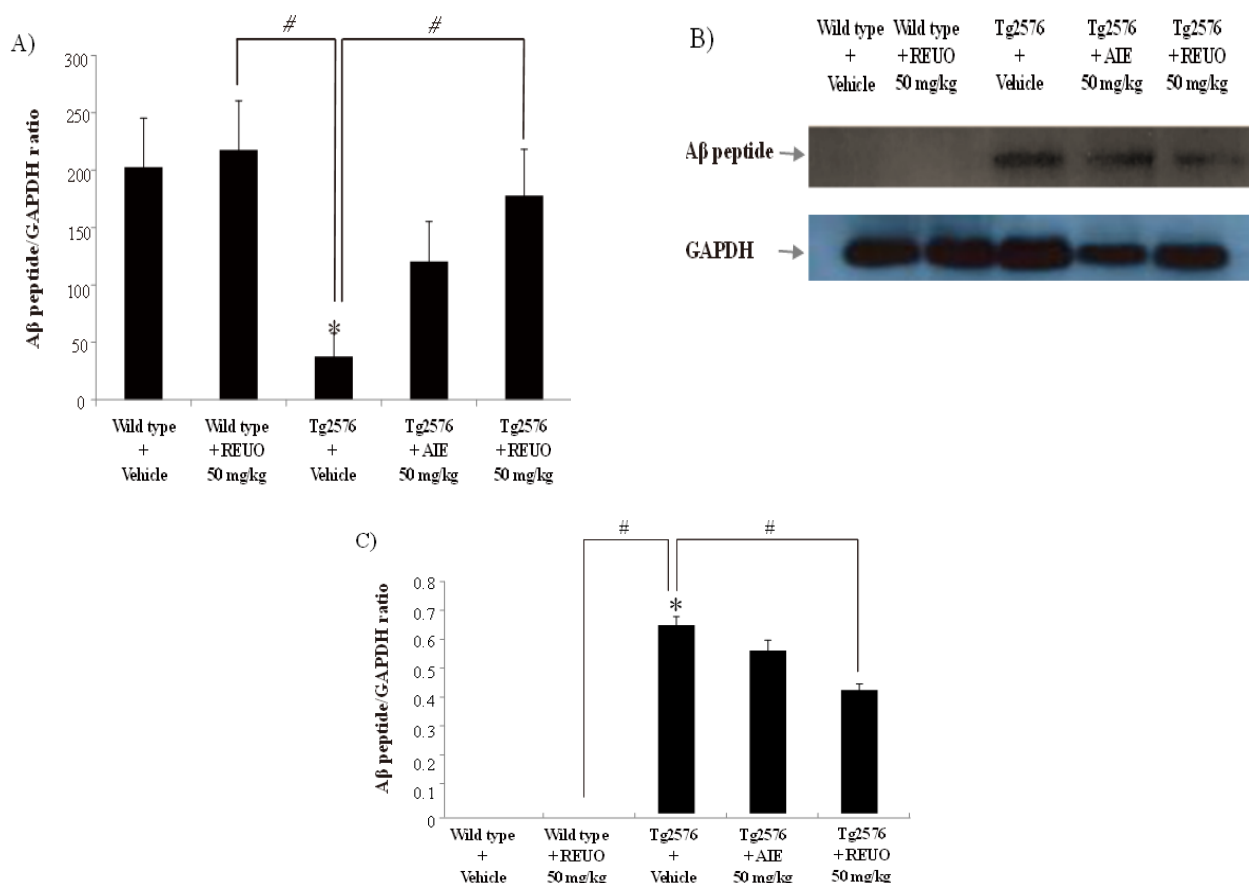 A)
#
#
Aβ peptide/GAPDH ratio
300
250
200
150
100
50
0
*
Wild type
+
Vehicle
Wild type
+REUO
50 mg/kg
Tg2576
+
Vehicle
Tg2576
+AIE
50 mg/kg
Tg2576
+REUO
50 mg/kg
B)
Wild type
+
Vehicle
Wild type
+REUO
50 mg/kg
Tg2576
+
Vehicle
Tg2576
+AIE
50 mg/kg
Tg2576
+REUO
50 mg/kg
Aβ peptide
GAPDH
C)
#
#
Aβ peptide/GAPDH ratio
0.8
0.7
0.6
0.5
0.4
0.3
0.2
0.1
0
*
Wild type
+
Vehicle
Wild type
+REUO
50 mg/kg
Tg2576
+
Vehicle
Tg2576
+AIE
50 mg/kg
Tg2576
+REUO
50 mg/kg